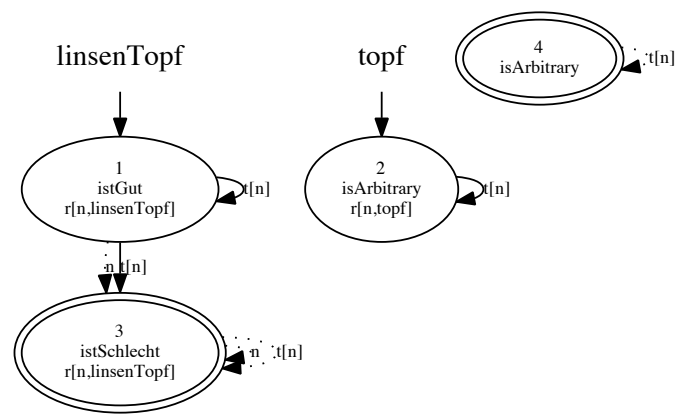 linsenTopf
topf
4
isArbitrary
t[n]
1
istGut
r[n,linsenTopf]
t[n]
2
isArbitrary
r[n,topf]
t[n]
n
t[n]
3
istSchlecht
r[n,linsenTopf]
n
t[n]